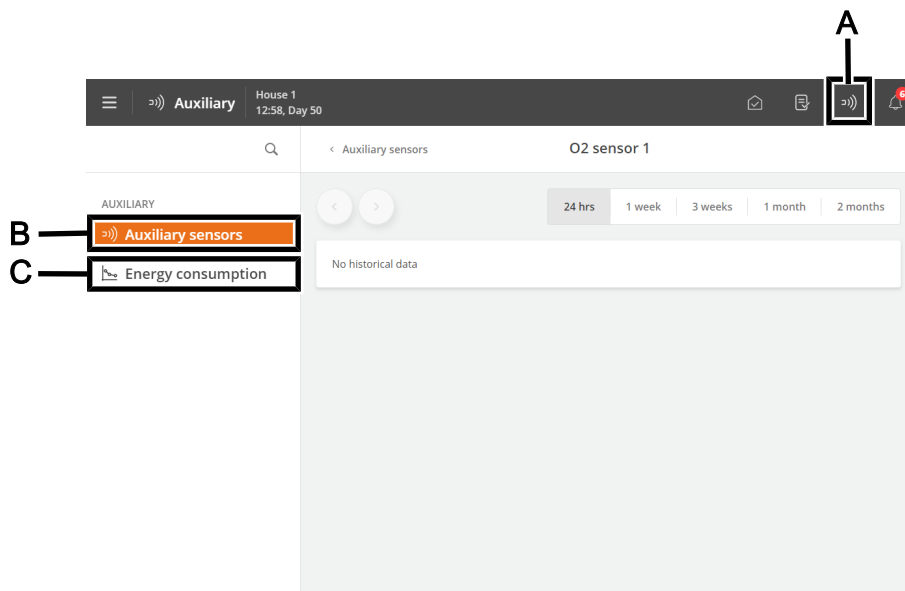 A
Auxiliary
House 1
12:58, Day 50
6
Auxiliary sensors
O2 sensor 1
AUXILIARY
24 hrs 1 week 3 weeks 1 month 2 months
B
Auxiliary sensors
No historical data
C
Energy consumption